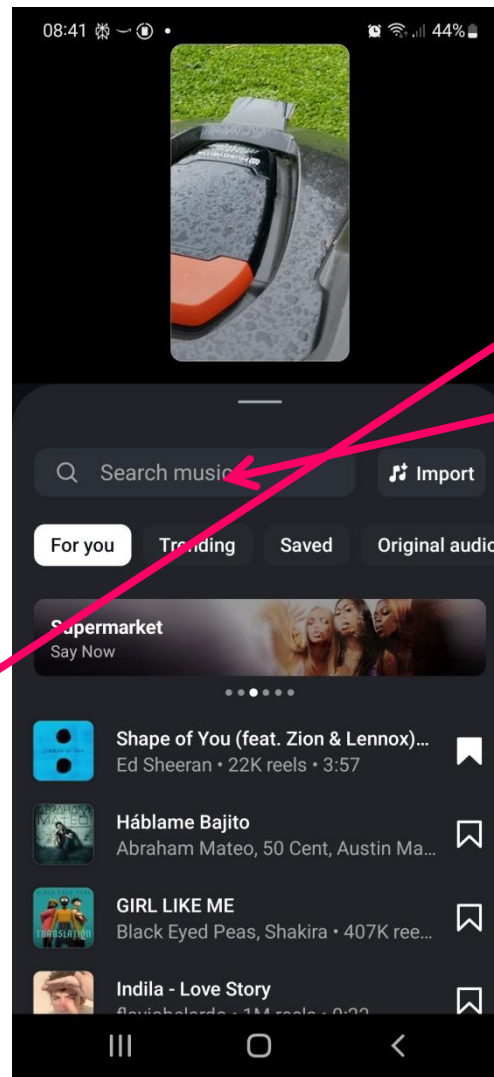 08:41 44%
Search music
Import
For you Trending Saved Original audio
Supermarket
Say Now
Shape of You (feat. Zion & Lennox)...
Ed Sheeran • 22K reels • 3:57
Háblame Bajito
Abraham Mateo, 50 Cent, Austin Ma...
GIRL LIKE ME
Black Eyed Peas, Shakira • 407K ree...
Indila - Love Story